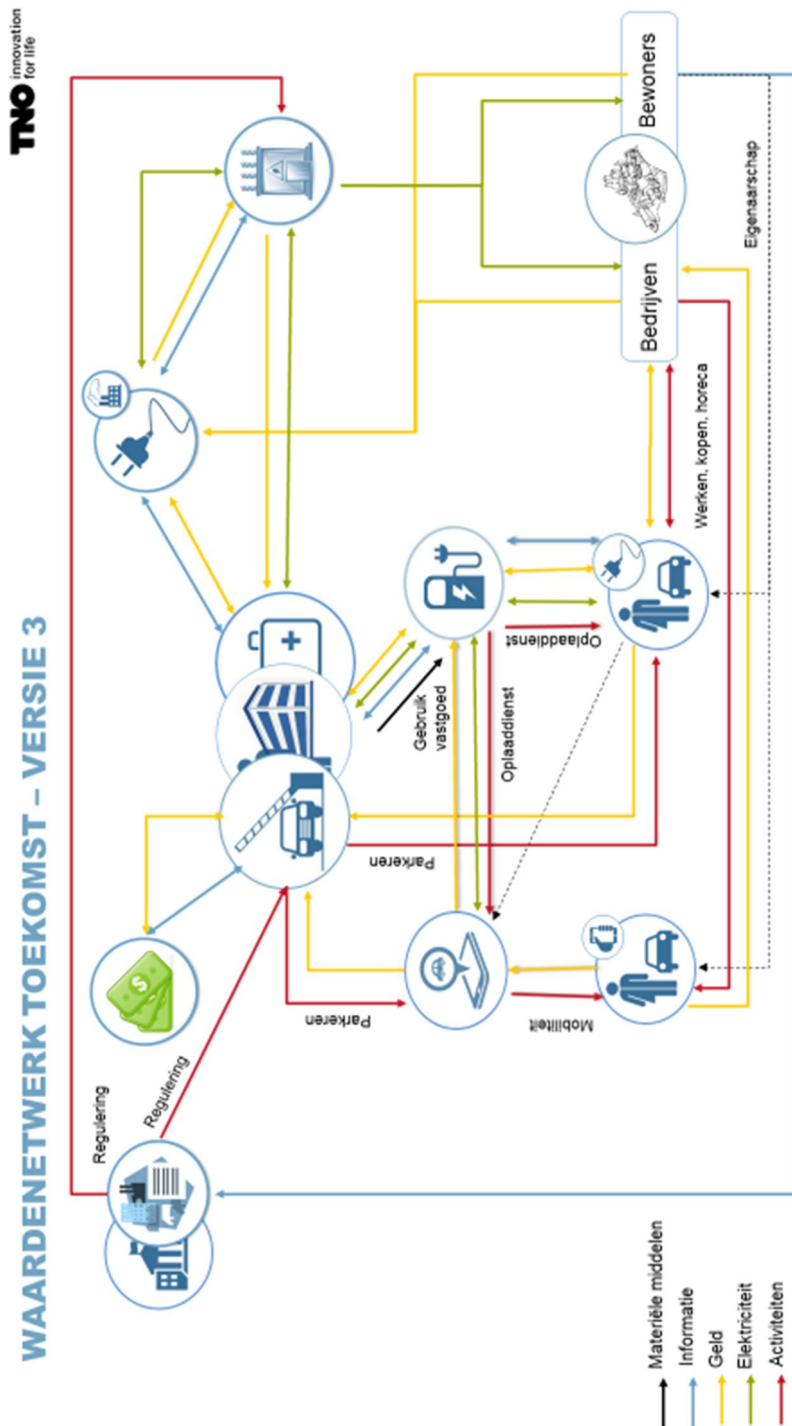 WAARDENETWERK TOEKOMST – VERSIE 3
TNO innovation
for life
Regulering
Regulering
Parkeren
Parkeren
Gebruik
vastgoed
Oplaaddienst
Oplaaddienst
Mobiliteit
Werken, kopen, horeca
Bedrijven
Bewoners
Eigenaarschap
Materiële middelen
Informatie
Geld
Elektriciteit
Activiteiten
$